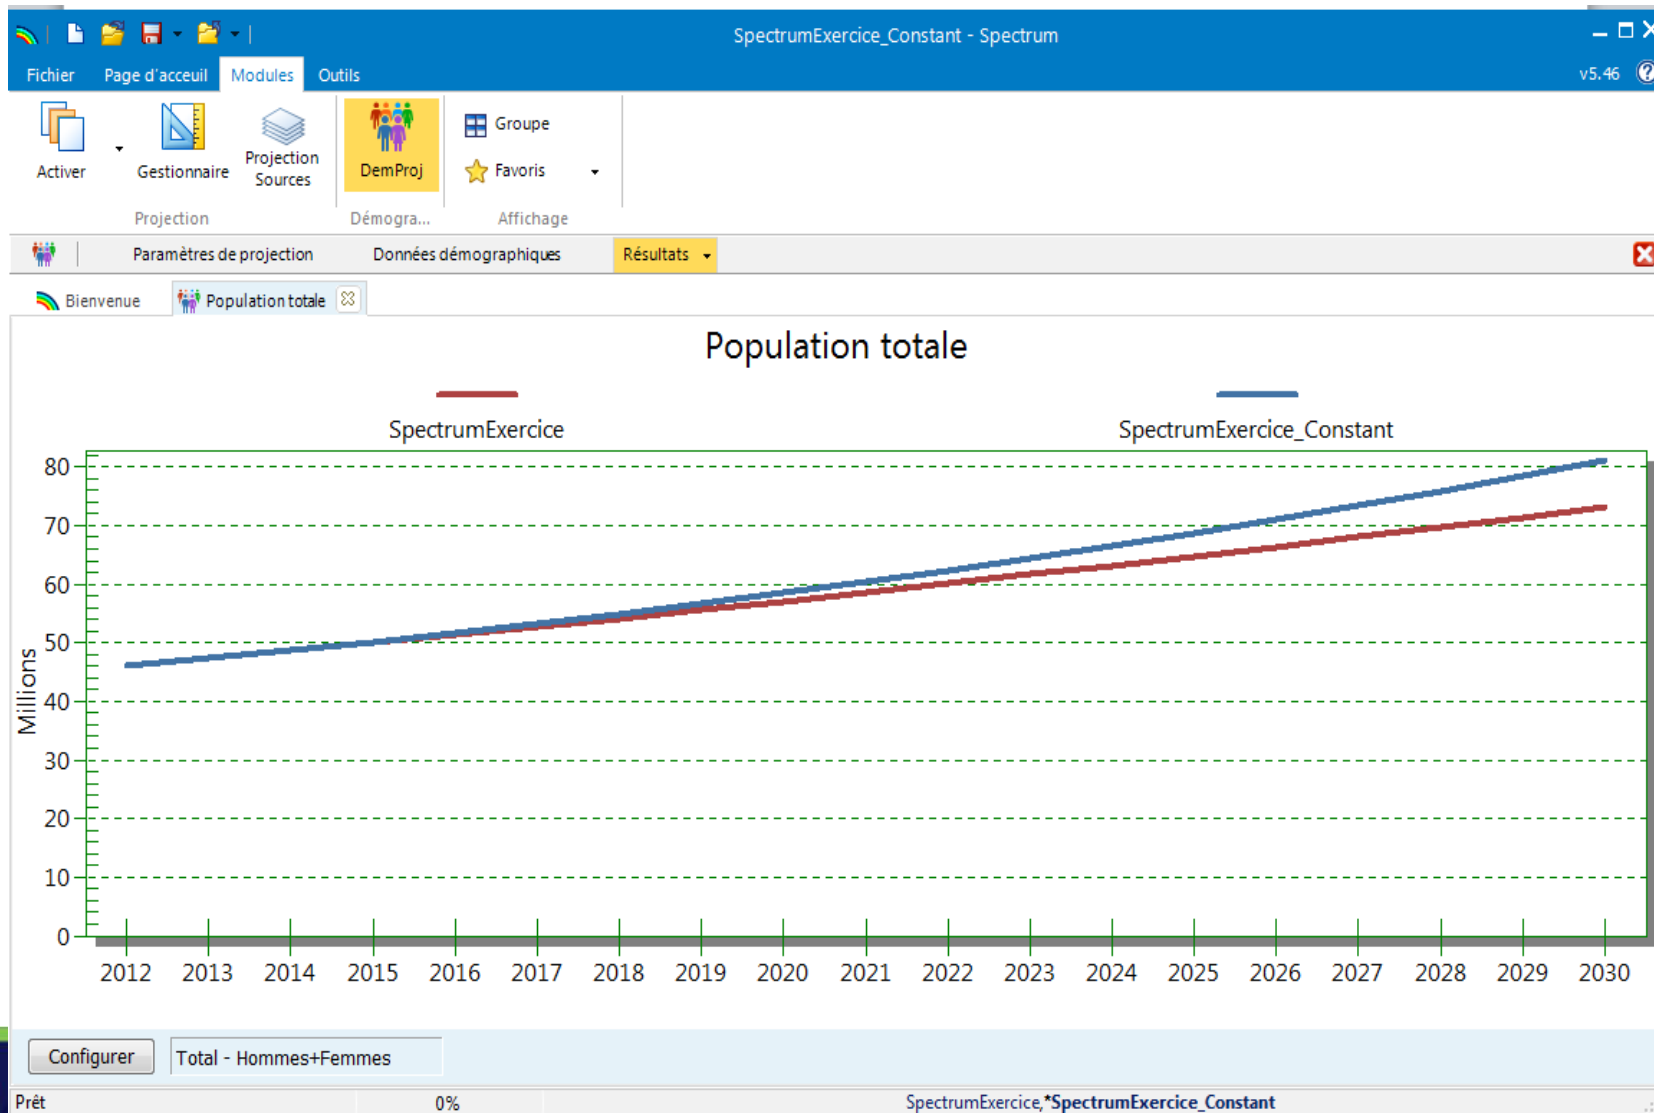 SpectrumExercice_Constant - Spectrum
Fichier Page d'acceuil Modules Outils v5.46
Activer Gestionnaire Projection Sources DemProj Groupe Favoris
Projection Démogra... Affichage
Paramètres de projection Données démographiques Résultats
Bienvenue Population totale
Population totale
SpectrumExercice SpectrumExercice_Constant
Millions
80
70
60
50
40
30
20
10
0
2012 2013 2014 2015 2016 2017 2018 2019 2020 2021 2022 2023 2024 2025 2026 2027 2028 2029 2030
Configurer Total - Hommes+Femmes
Prêt 0% SpectrumExercice,*SpectrumExercice_Constant